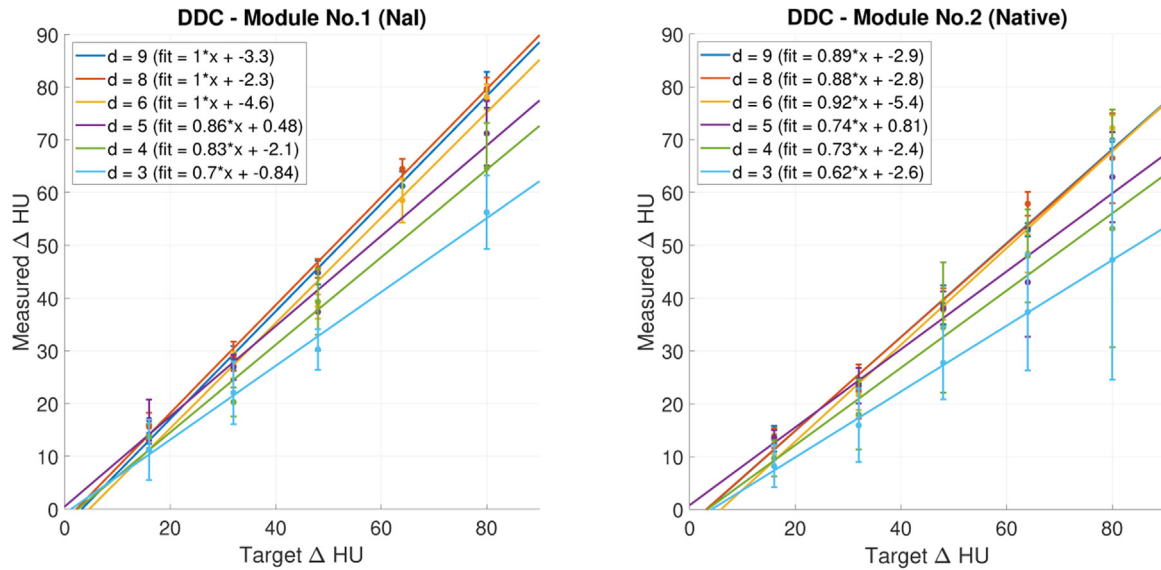 DDC - Module No.1 (NaI)
90
80
70
60
50
40
30
20
10
0
0 20 40 60 80
Measured Δ HU
Target Δ HU
d = 9 (fit = 1*x + -3.3)
d = 8 (fit = 1*x + -2.3)
d = 6 (fit = 1*x + -4.6)
d = 5 (fit = 0.86*x + 0.48)
d = 4 (fit = 0.83*x + -2.1)
d = 3 (fit = 0.7*x + -0.84)
DDC - Module No.2 (Native)
90
80
70
60
50
40
30
20
10
0
0 20 40 60 80
Measured Δ HU
Target Δ HU
d = 9 (fit = 0.89*x + -2.9)
d = 8 (fit = 0.88*x + -2.8)
d = 6 (fit = 0.92*x + -5.4)
d = 5 (fit = 0.74*x + 0.81)
d = 4 (fit = 0.73*x + -2.4)
d = 3 (fit = 0.62*x + -2.6)